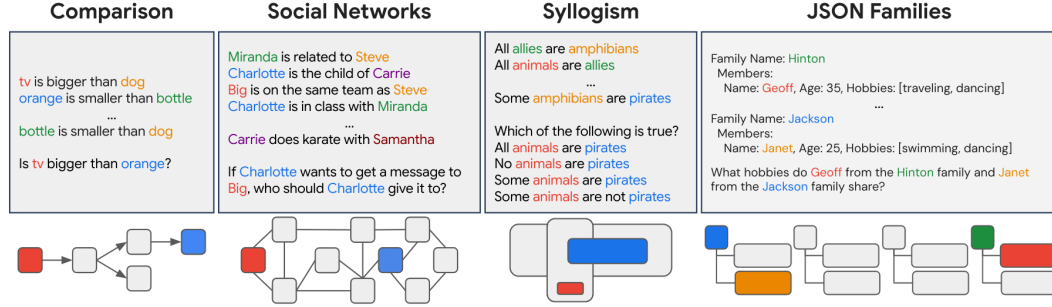 Comparison
tv is bigger than dog
orange is smaller than bottle
...
bottle is smaller than dog
Is tv bigger than orange?
Social Networks
Miranda is related to Steve
Charlotte is the child of Carrie
Big is on the same team as Steve
Charlotte is in class with Miranda
...
Carrie does karate with Samantha
If Charlotte wants to get a message to
Big, who should Charlotte give it to?
Syllogism
All allies are amphibians
All animals are allies
...
Some amphibians are pirates
Which of the following is true?
All animals are pirates
No animals are pirates
Some animals are pirates
Some animals are not pirates
JSON Families
Family Name: Hinton
Members:
Name: Geoff, Age: 35, Hobbies: [traveling, dancing]
...
Family Name: Jackson
Members:
Name: Janet, Age: 25, Hobbies: [swimming, dancing]
What hobbies do Geoff from the Hinton family and Janet
from the Jackson family share?